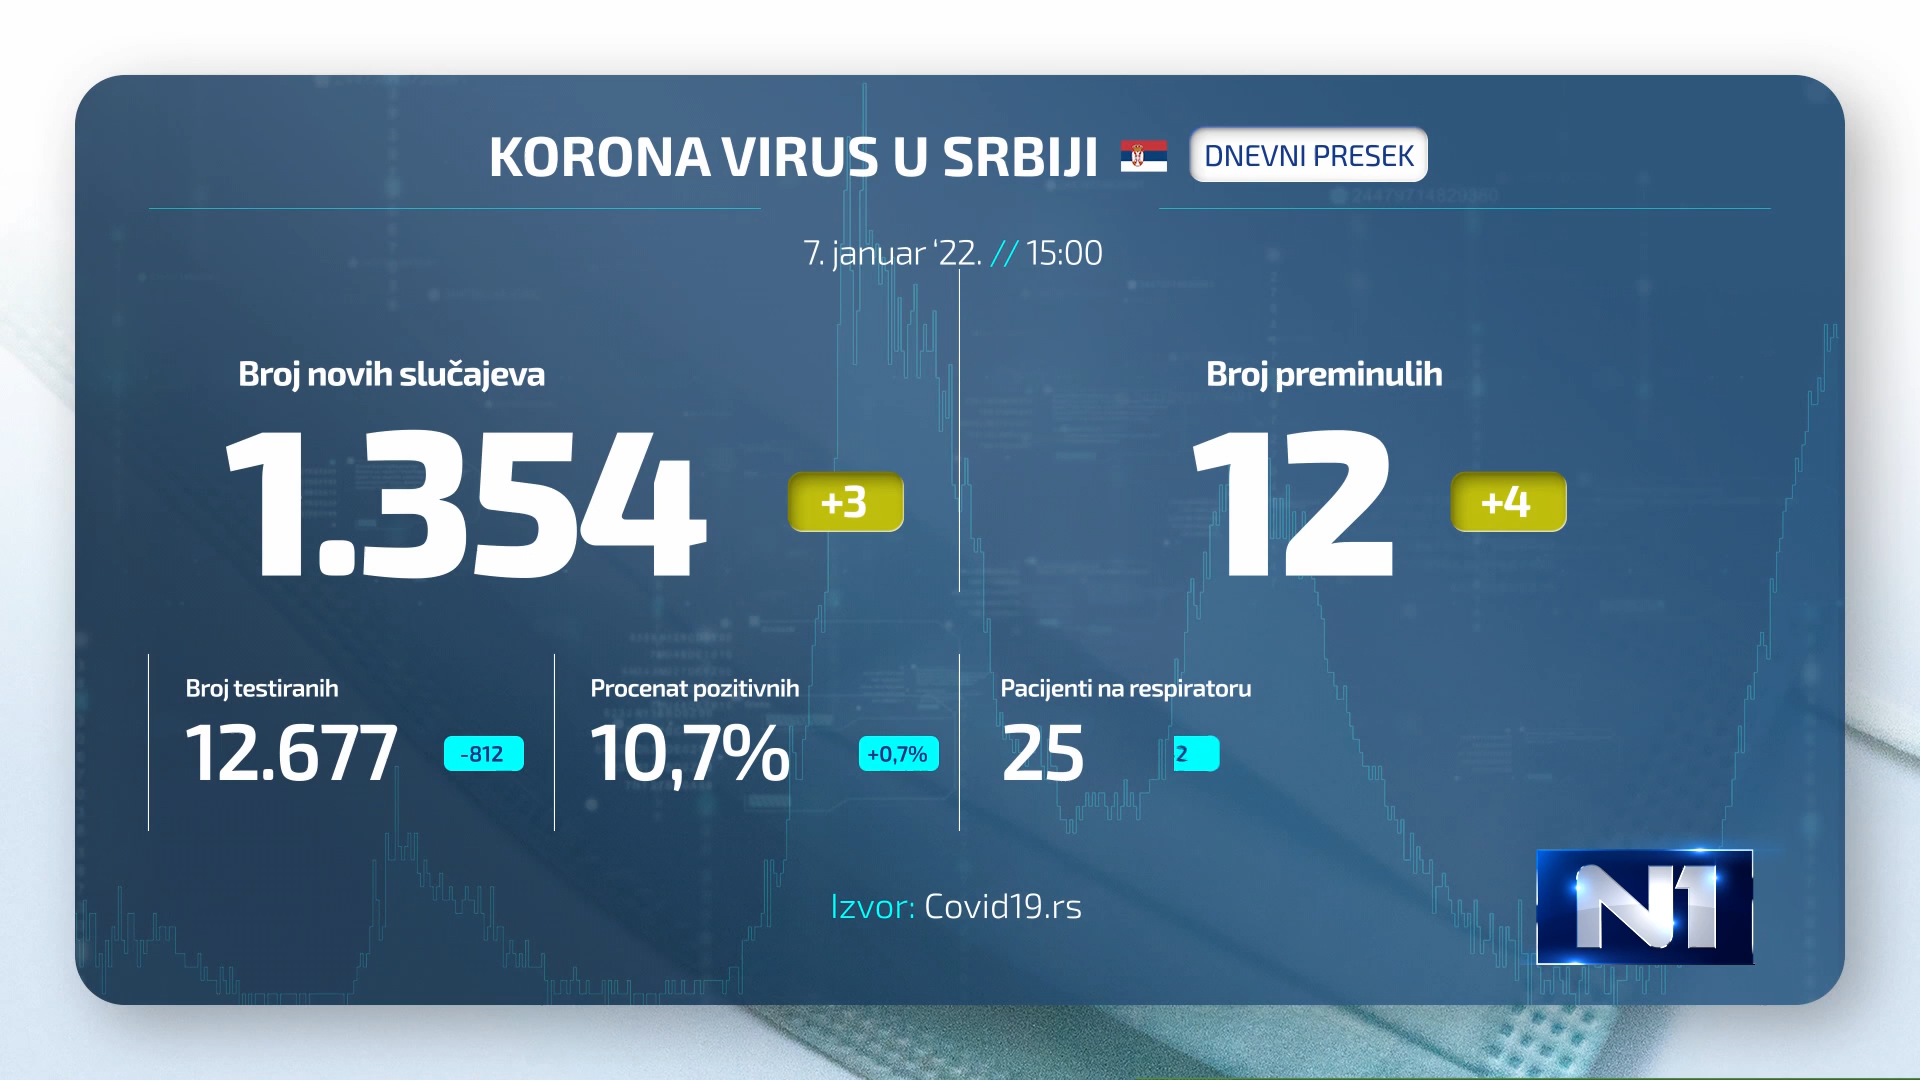 KORONA VIRUS U SRBIJI DNEVNI PRESEK
7. januar ‘22. // 15:00
Broj novih slučajeva
1.354 +3
Broj preminulih
12 +4
Broj testiranih
12.677 -812
Procenat pozitivnih
10,7% +0,7%
Pacijenti na respiratoru
25 2
Izvor: Covid19.rs
N1